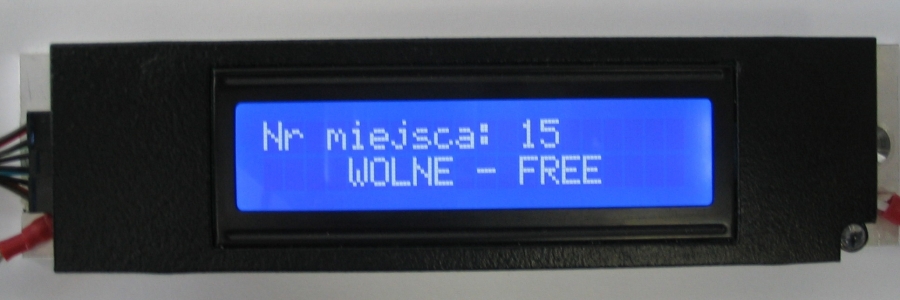 Nr miejsca: 15
WOLNE - FREE